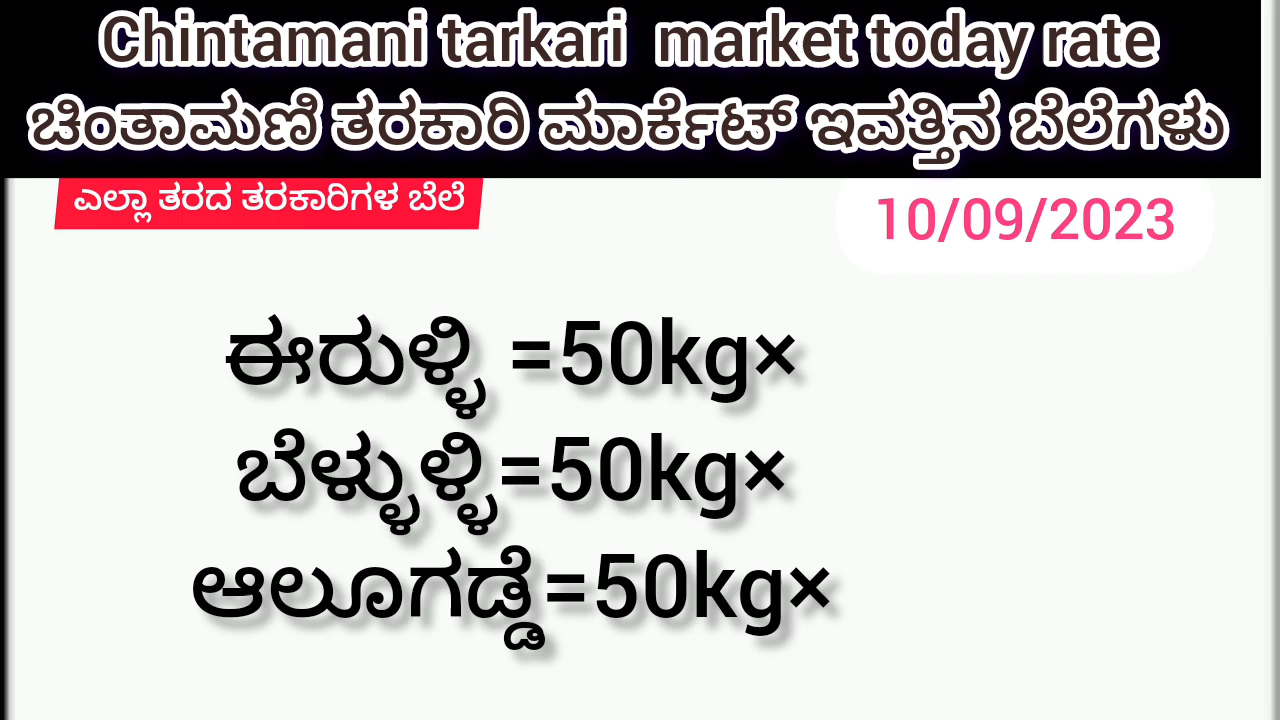 Chintamani tarkari market today rate
ಚಿಂತಾಮಣಿ ತರಕಾರಿ ಮಾರ್ಕೆಟ್ ಇವತ್ತಿನ ಬೆಲೆಗಳು
ಎಲ್ಲಾ ತರದ ತರಕಾರಿಗಳ ಬೆಲೆ
10/09/2023
ಈರುಳ್ಳಿ =50kg×
ಬೆಳ್ಳುಳ್ಳಿ=50kg×
ಆಲೂಗಡ್ಡೆ=50kg×